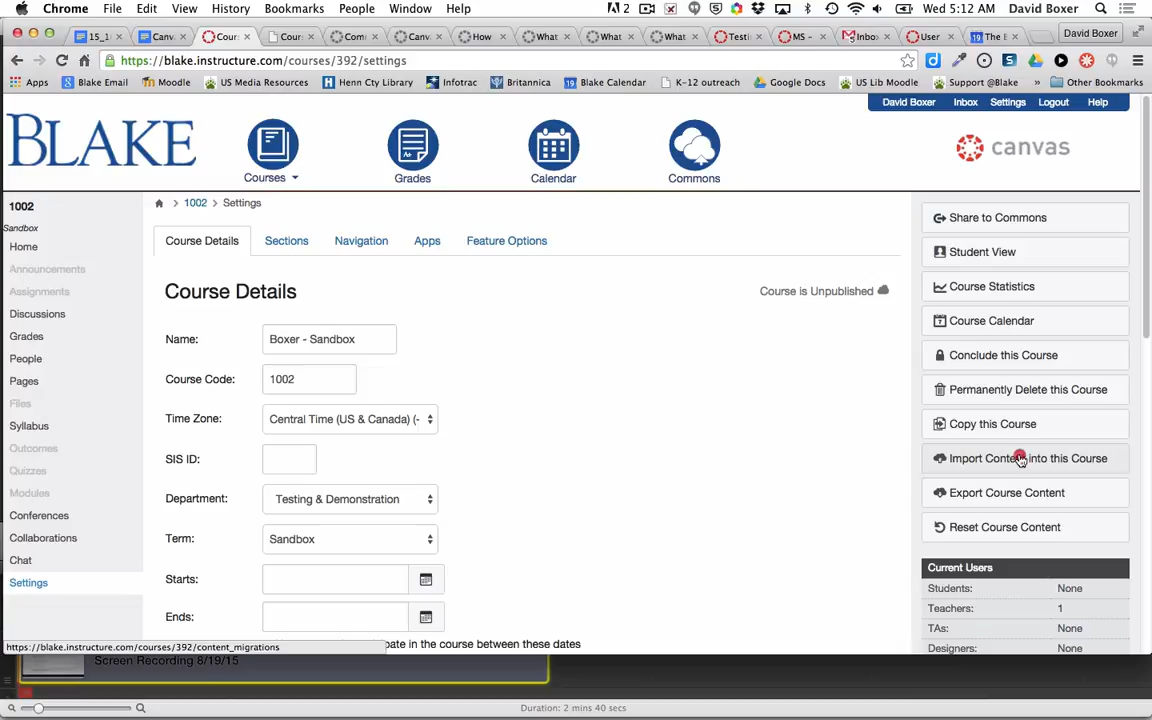 Chrome File Edit View History Bookmarks People Window Help 2 Wed 5:12 AM David Boxer
15_1 Canv Cours Cours Com Canv How What What What Testi MS - Inbo User The E David Boxer
https://blake.instructure.com/courses/392/settings
Apps Blake Email Moodle US Media Resources Henn Cty Library Infotrac Britannica Blake Calendar K-12 outreach Google Docs US Lib Moodle Support @Blake » Other Bookmarks
David Boxer Inbox Settings Logout Help
BLAKE
Courses Grades Calendar Commons
canvas
1002
Sandbox
Home
Announcements
Assignments
Discussions
Grades
People
Pages
Files
Syllabus
Outcomes
Quizzes
Modules
Conferences
Collaborations
Chat
Settings
1002 > Settings
Course Details Sections Navigation Apps Feature Options
Course Details
Course is Unpublished
Name: Boxer - Sandbox
Course Code: 1002
Time Zone: Central Time (US & Canada) (-
SIS ID:
Department: Testing & Demonstration
Term: Sandbox
Starts:
Ends:
pate in the course between these dates
Share to Commons
Student View
Course Statistics
Course Calendar
Conclude this Course
Permanently Delete this Course
Copy this Course
Import Content into this Course
Export Course Content
Reset Course Content
Current Users
Students: None
Teachers: 1
TAs: None
Designers: None
https://blake.instructure.com/courses/392/content_migrations
Screen Recording 8/19/15
Duration: 2 mins 40 secs